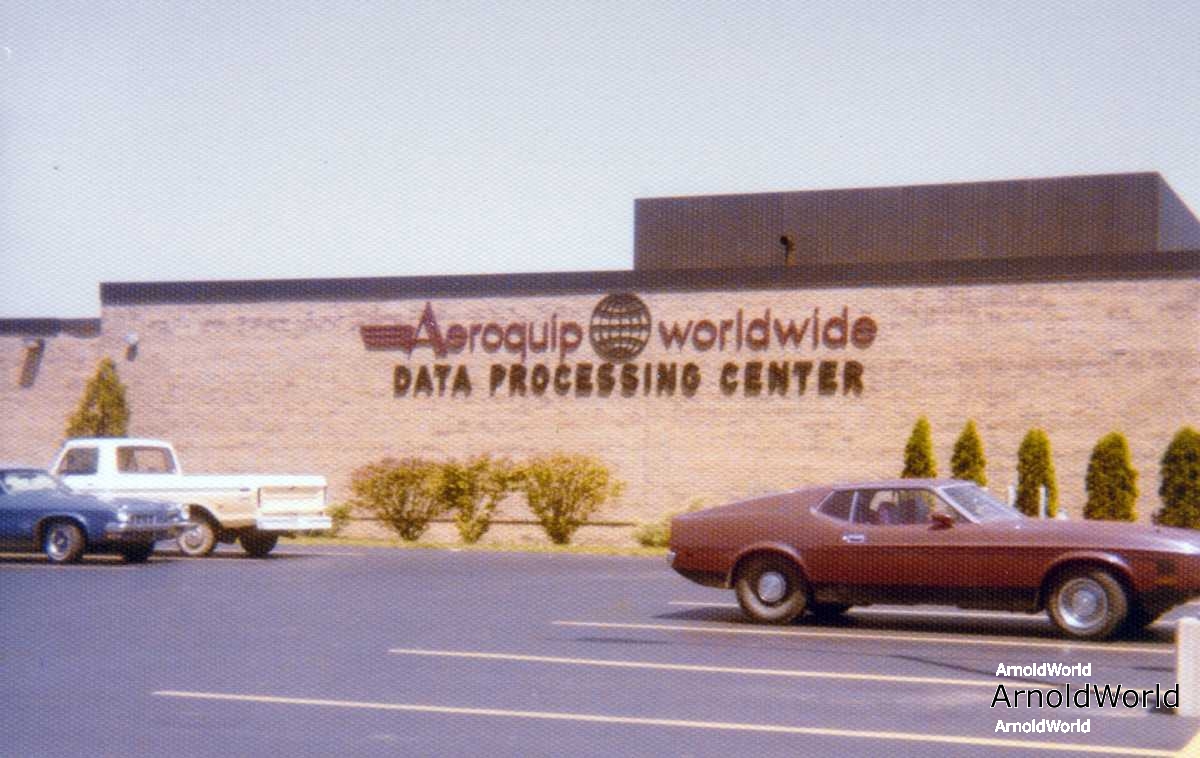 Aeroquip worldwide
DATA PROCESSING CENTER
ArnoldWorld
ArnoldWorld
ArnoldWorld